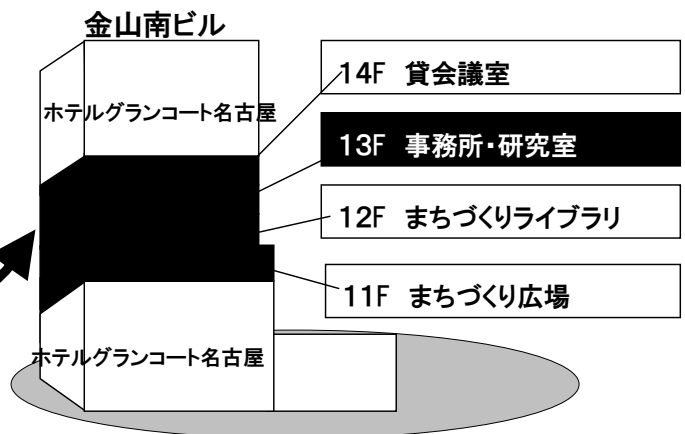 金山南ビル
ホテルグランコート名古屋
14F 貸会議室
13F 事務所・研究室
12F まちづくりライブラリ
11F まちづくり広場
ホテルグランコート名古屋